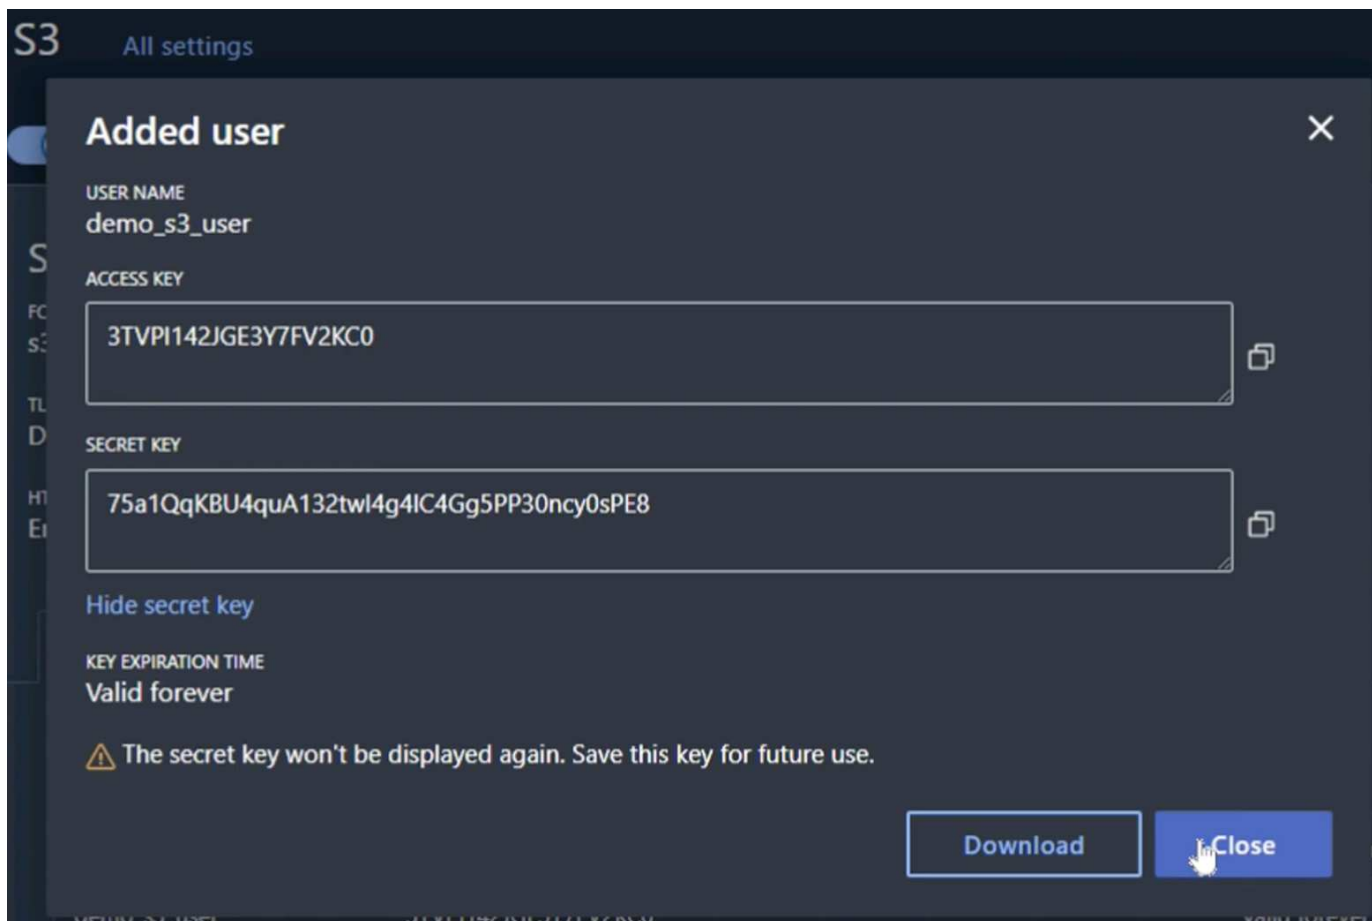 S3
All settings
Added user
USER NAME
demo_s3_user
ACCESS KEY
3TVPI142JGE3Y7FV2KC0
SECRET KEY
75a1QqKBU4quA132twI4g4IC4Gg5PP30ncy0sPE8
Hide secret key
KEY EXPIRATION TIME
Valid forever
The secret key won't be displayed again. Save this key for future use.
Download
Close